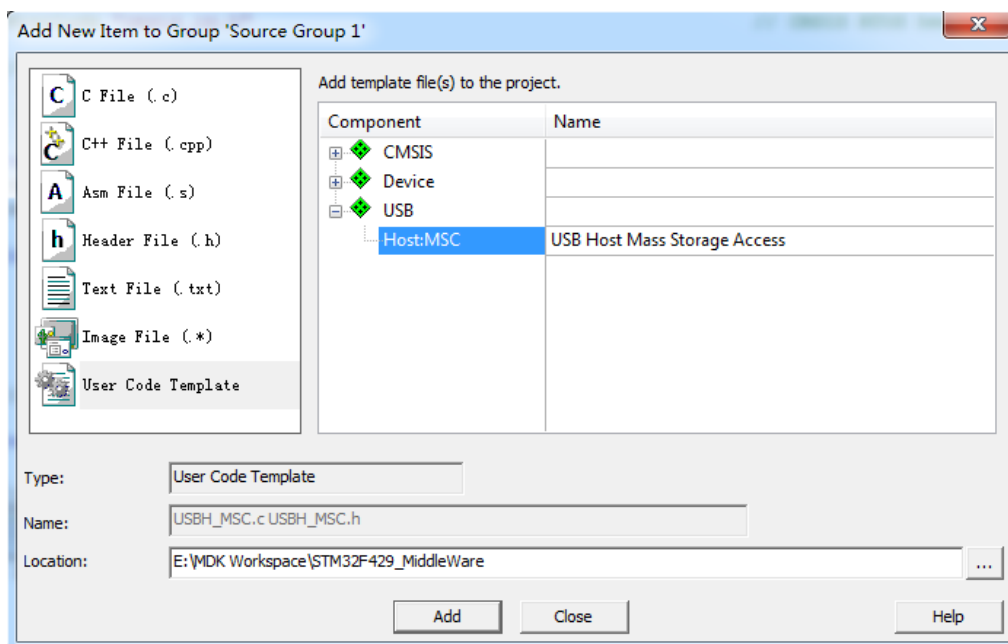 Add New Item to Group 'Source Group 1'
C File (.c)
C++ File (.cpp)
Asm File (.s)
Header File (.h)
Text File (.txt)
Image File (.*)
User Code Template
Add template file(s) to the project.
Component Name
CMSIS
Device
USB
Host:MSC USB Host Mass Storage Access
Type: User Code Template
Name: USBH_MSC.c USBH_MSC.h
Location: E:\MDK Workspace\STM32F429_MiddleWare ...
Add Close Help